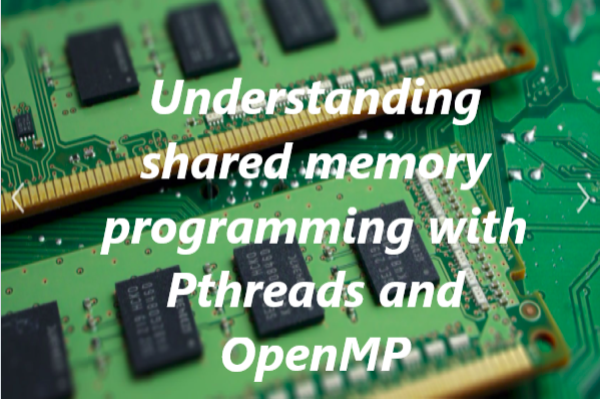 Understanding
shared memory
programming with
Pthreads and
OpenMP